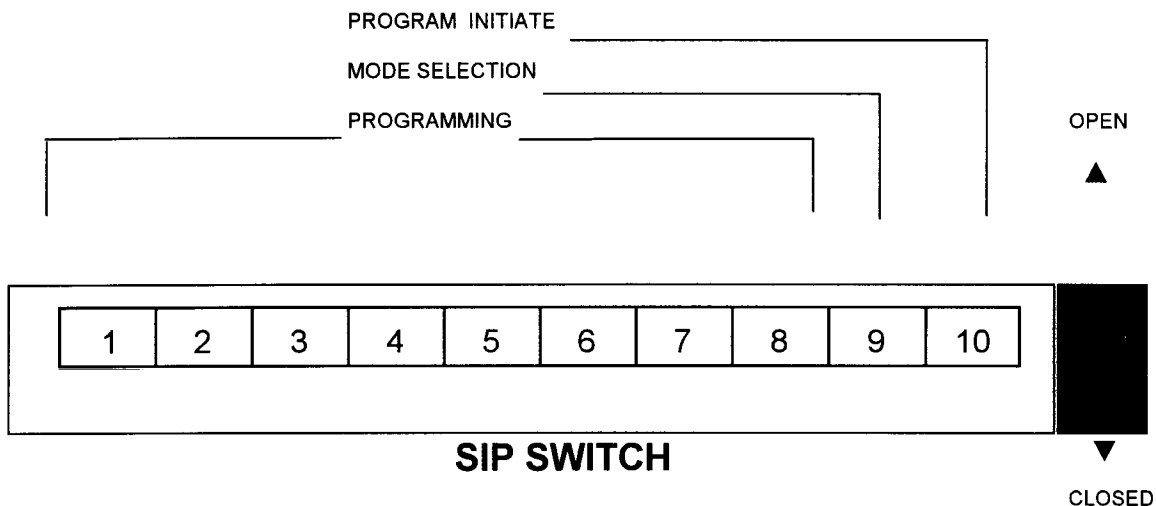 PROGRAM INITIATE
MODE SELECTION
PROGRAMMING
OPEN
1 2 3 4 5 6 7 8 9 10
SIP SWITCH
CLOSED